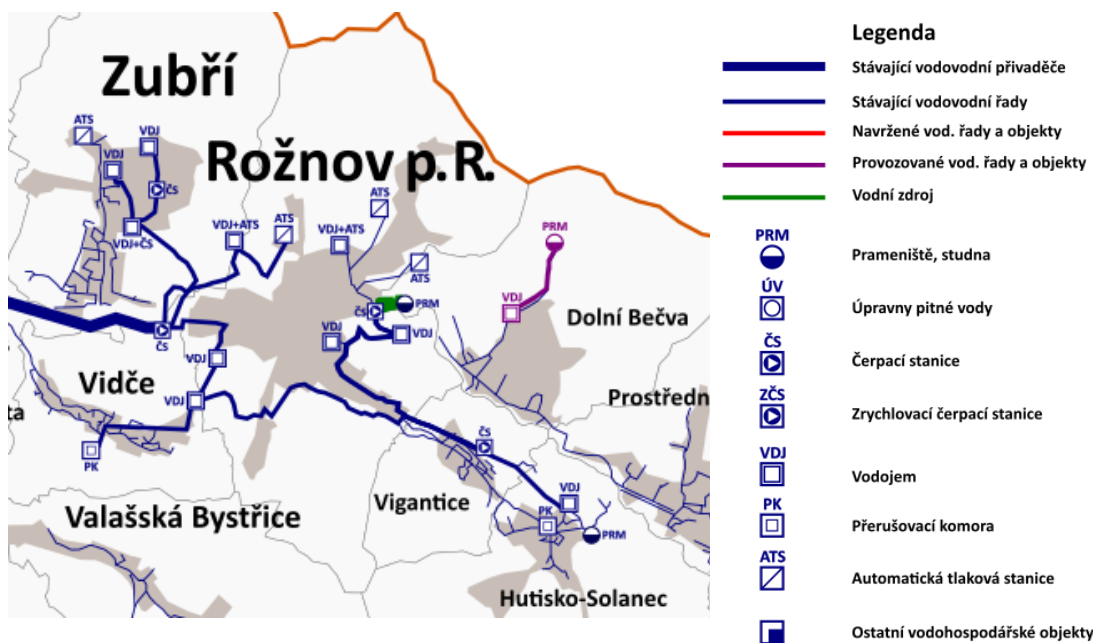 Zubří
ATS
VDJ
VDJ
ČS
VDJ+ČS
Rožnov p. R.
VDJ+ATS
ATS
VDJ+ATS
ATS
ATS
PRM
ČS
PRM
VDJ
Dolní Bečva
ČS
VDJ
VDJ
VDJ
Vidče
VDJ
ta
PK
Prostředn
ČS
Vigantice
VDJ
PK
PRM
Valašská Bystřice
Hutisko-Solanec
Legenda
Stávající vodovodní přivaděče
Stávající vodovodní řady
Navržené vod. řady a objekty
Provozované vod. řady a objekty
Vodní zdroj
PRM
Prameniště, studna
ÚV
Úpravny pitné vody
ČS
Čerpací stanice
ZČS
Zrychlovací čerpací stanice
VDJ
Vodojem
PK
Přerušovací komora
ATS
Automatická tlaková stanice
Ostatní vodohospodářské objekty